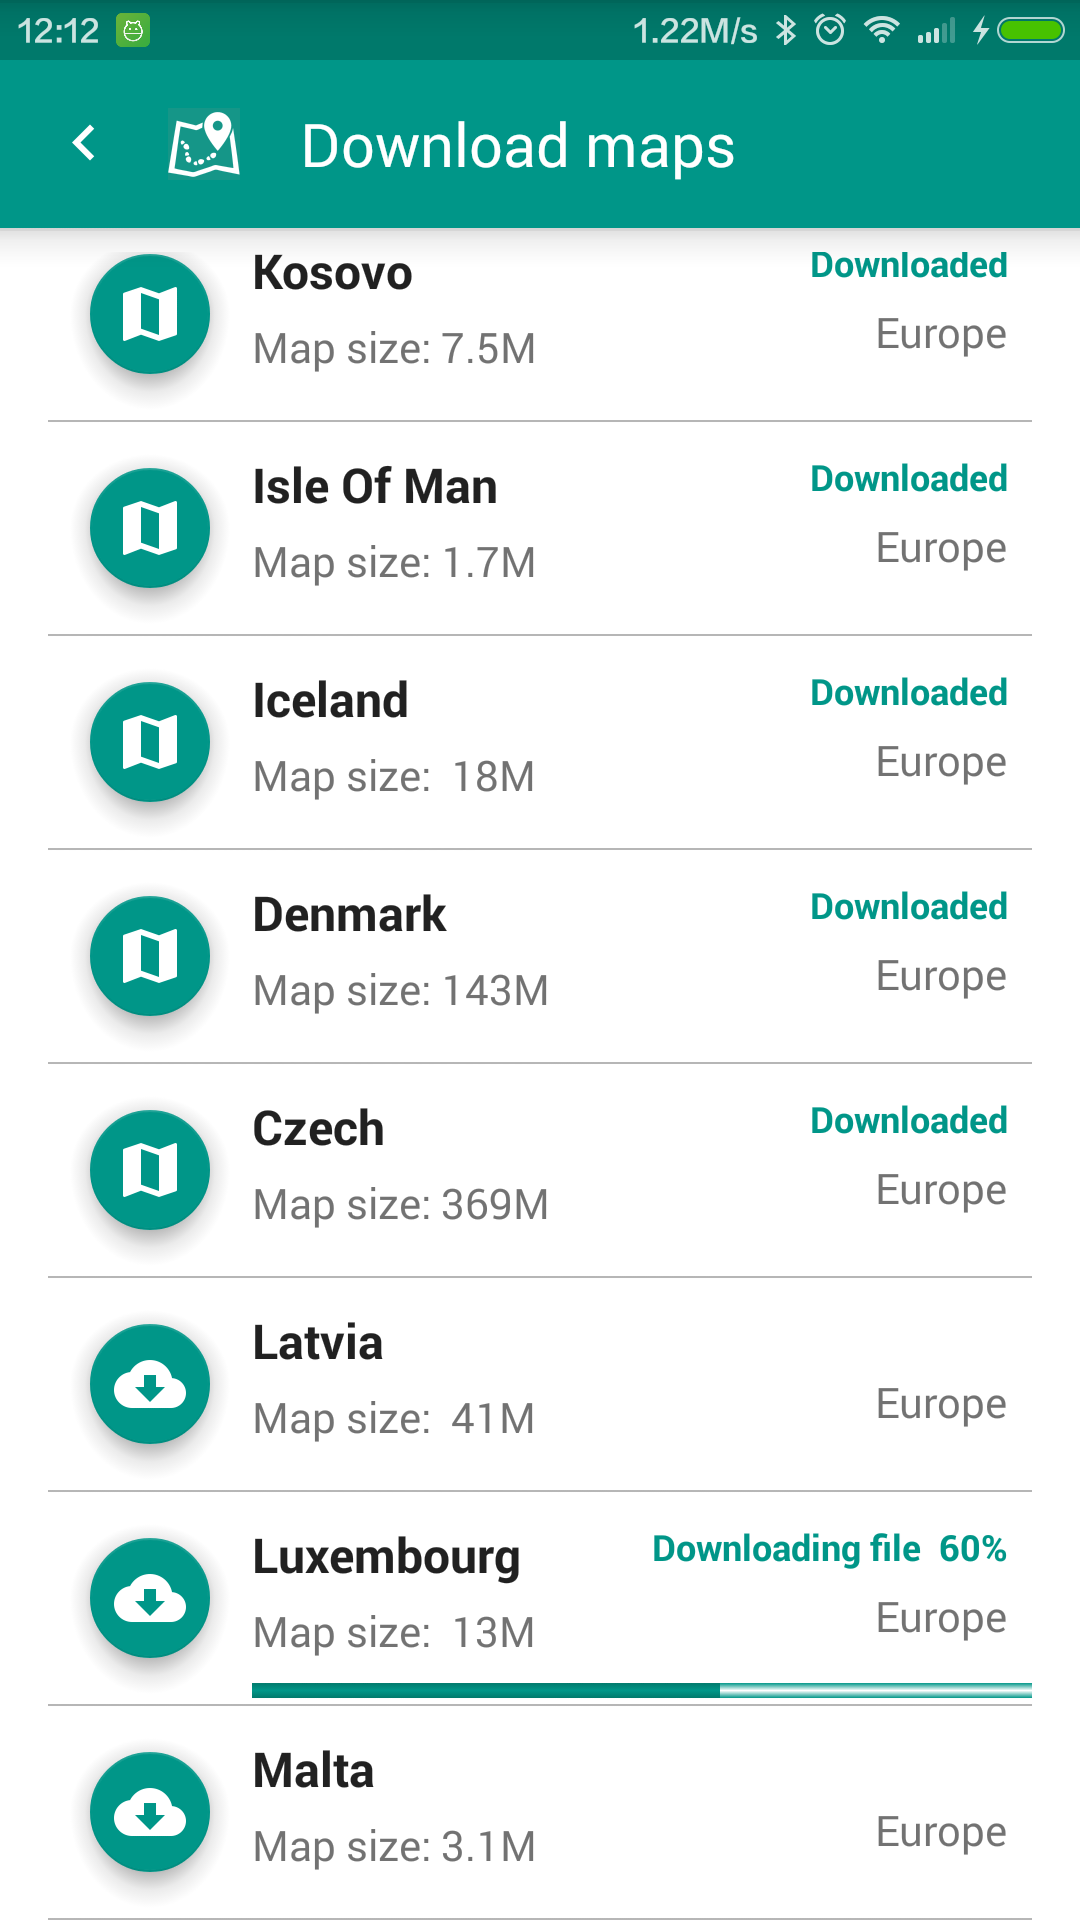 12:12 1.22M/s
Download maps
Kosovo Downloaded
Map size: 7.5M Europe
Isle Of Man Downloaded
Map size: 1.7M Europe
Iceland Downloaded
Map size: 18M Europe
Denmark Downloaded
Map size: 143M Europe
Czech Downloaded
Map size: 369M Europe
Latvia
Map size: 41M Europe
Luxembourg Downloading file 60%
Map size: 13M Europe
Malta
Map size: 3.1M Europe